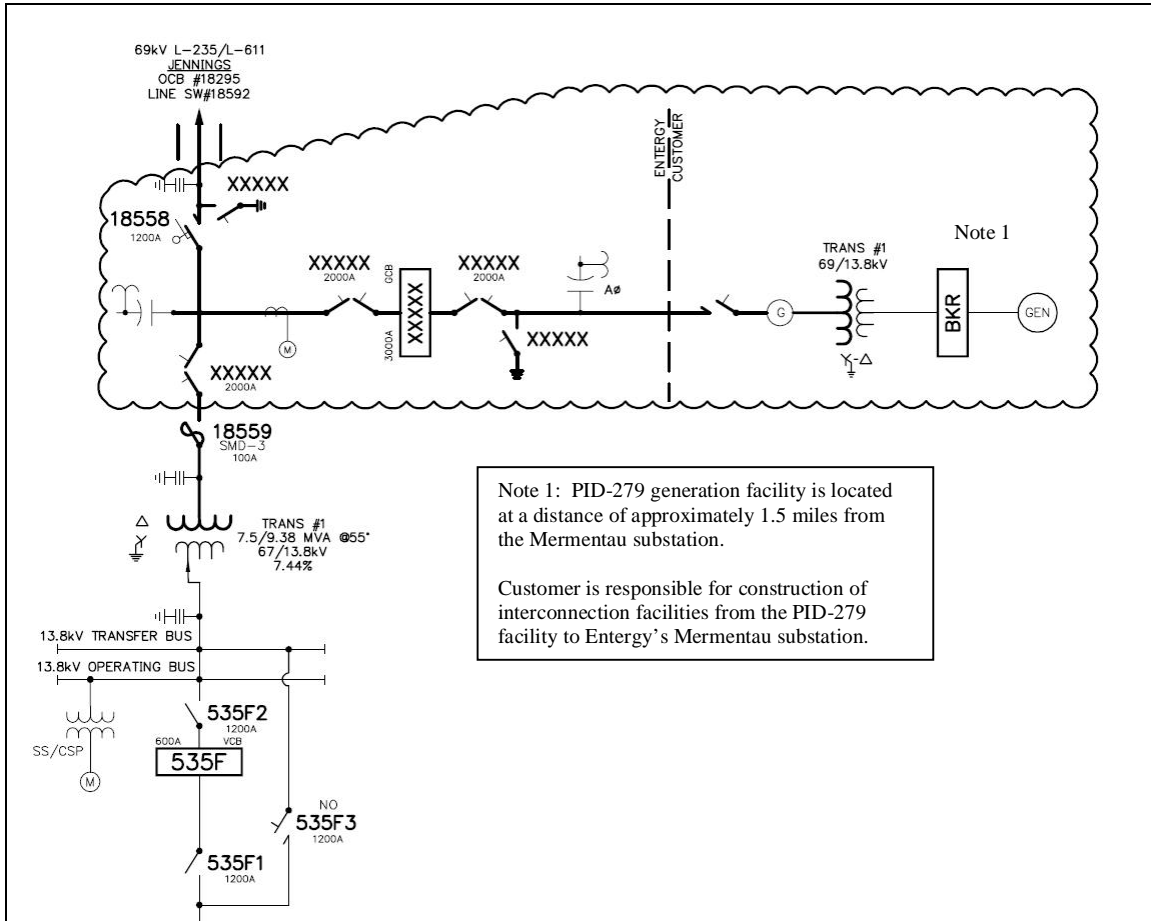 69kV L-235/L-611
JENNINGS
OCB #18295
LINE SW#18592
XXXXX
18558
1200A
ENTERGY
CUSTOMER
XXXXX
2000A
GCB
XXXXX
3000A
XXXXX
2000A
AØ
XXXXX
M
G
TRANS #1
69/13.8kV
Y-Δ
Note 1
BKR
GEN
XXXXX
2000A
18559
SMD-3
100A
Δ
Y
TRANS #1
7.5/9.38 MVA @55°
67/13.8kV
7.44%
Note 1: PID-279 generation facility is located
at a distance of approximately 1.5 miles from
the Mermentau substation.
Customer is responsible for construction of
interconnection facilities from the PID-279
facility to Entergy's Mermentau substation.
13.8kV TRANSFER BUS
13.8kV OPERATING BUS
SS/CSP
M
535F2
1200A
600A
VCB
535F
NO
535F3
1200A
535F1
1200A